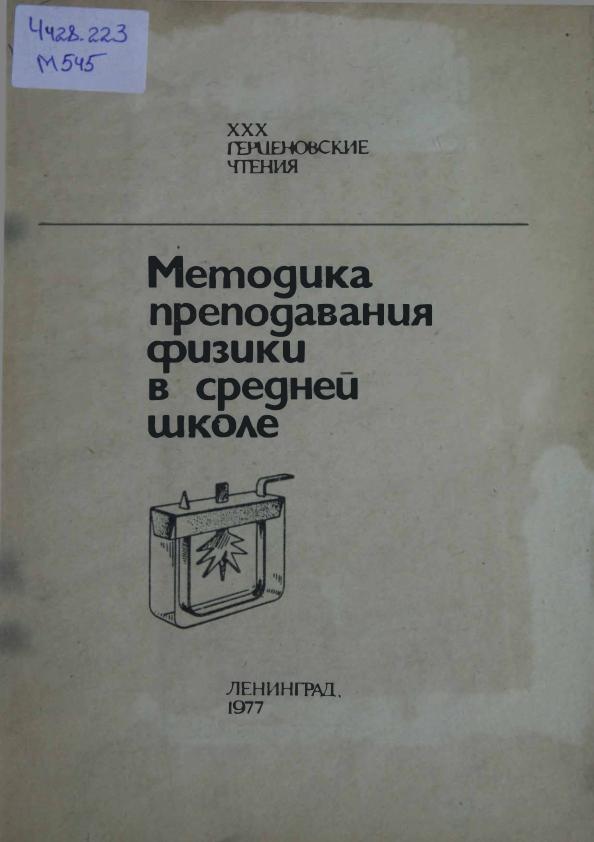 Ч428.223
М545
XXX
ГЕРЦЕНОВСКИЕ
ЧТЕНИЯ
Методика
преподавания
физики
в средней
школе
ЛЕНИНГРАД,
1977